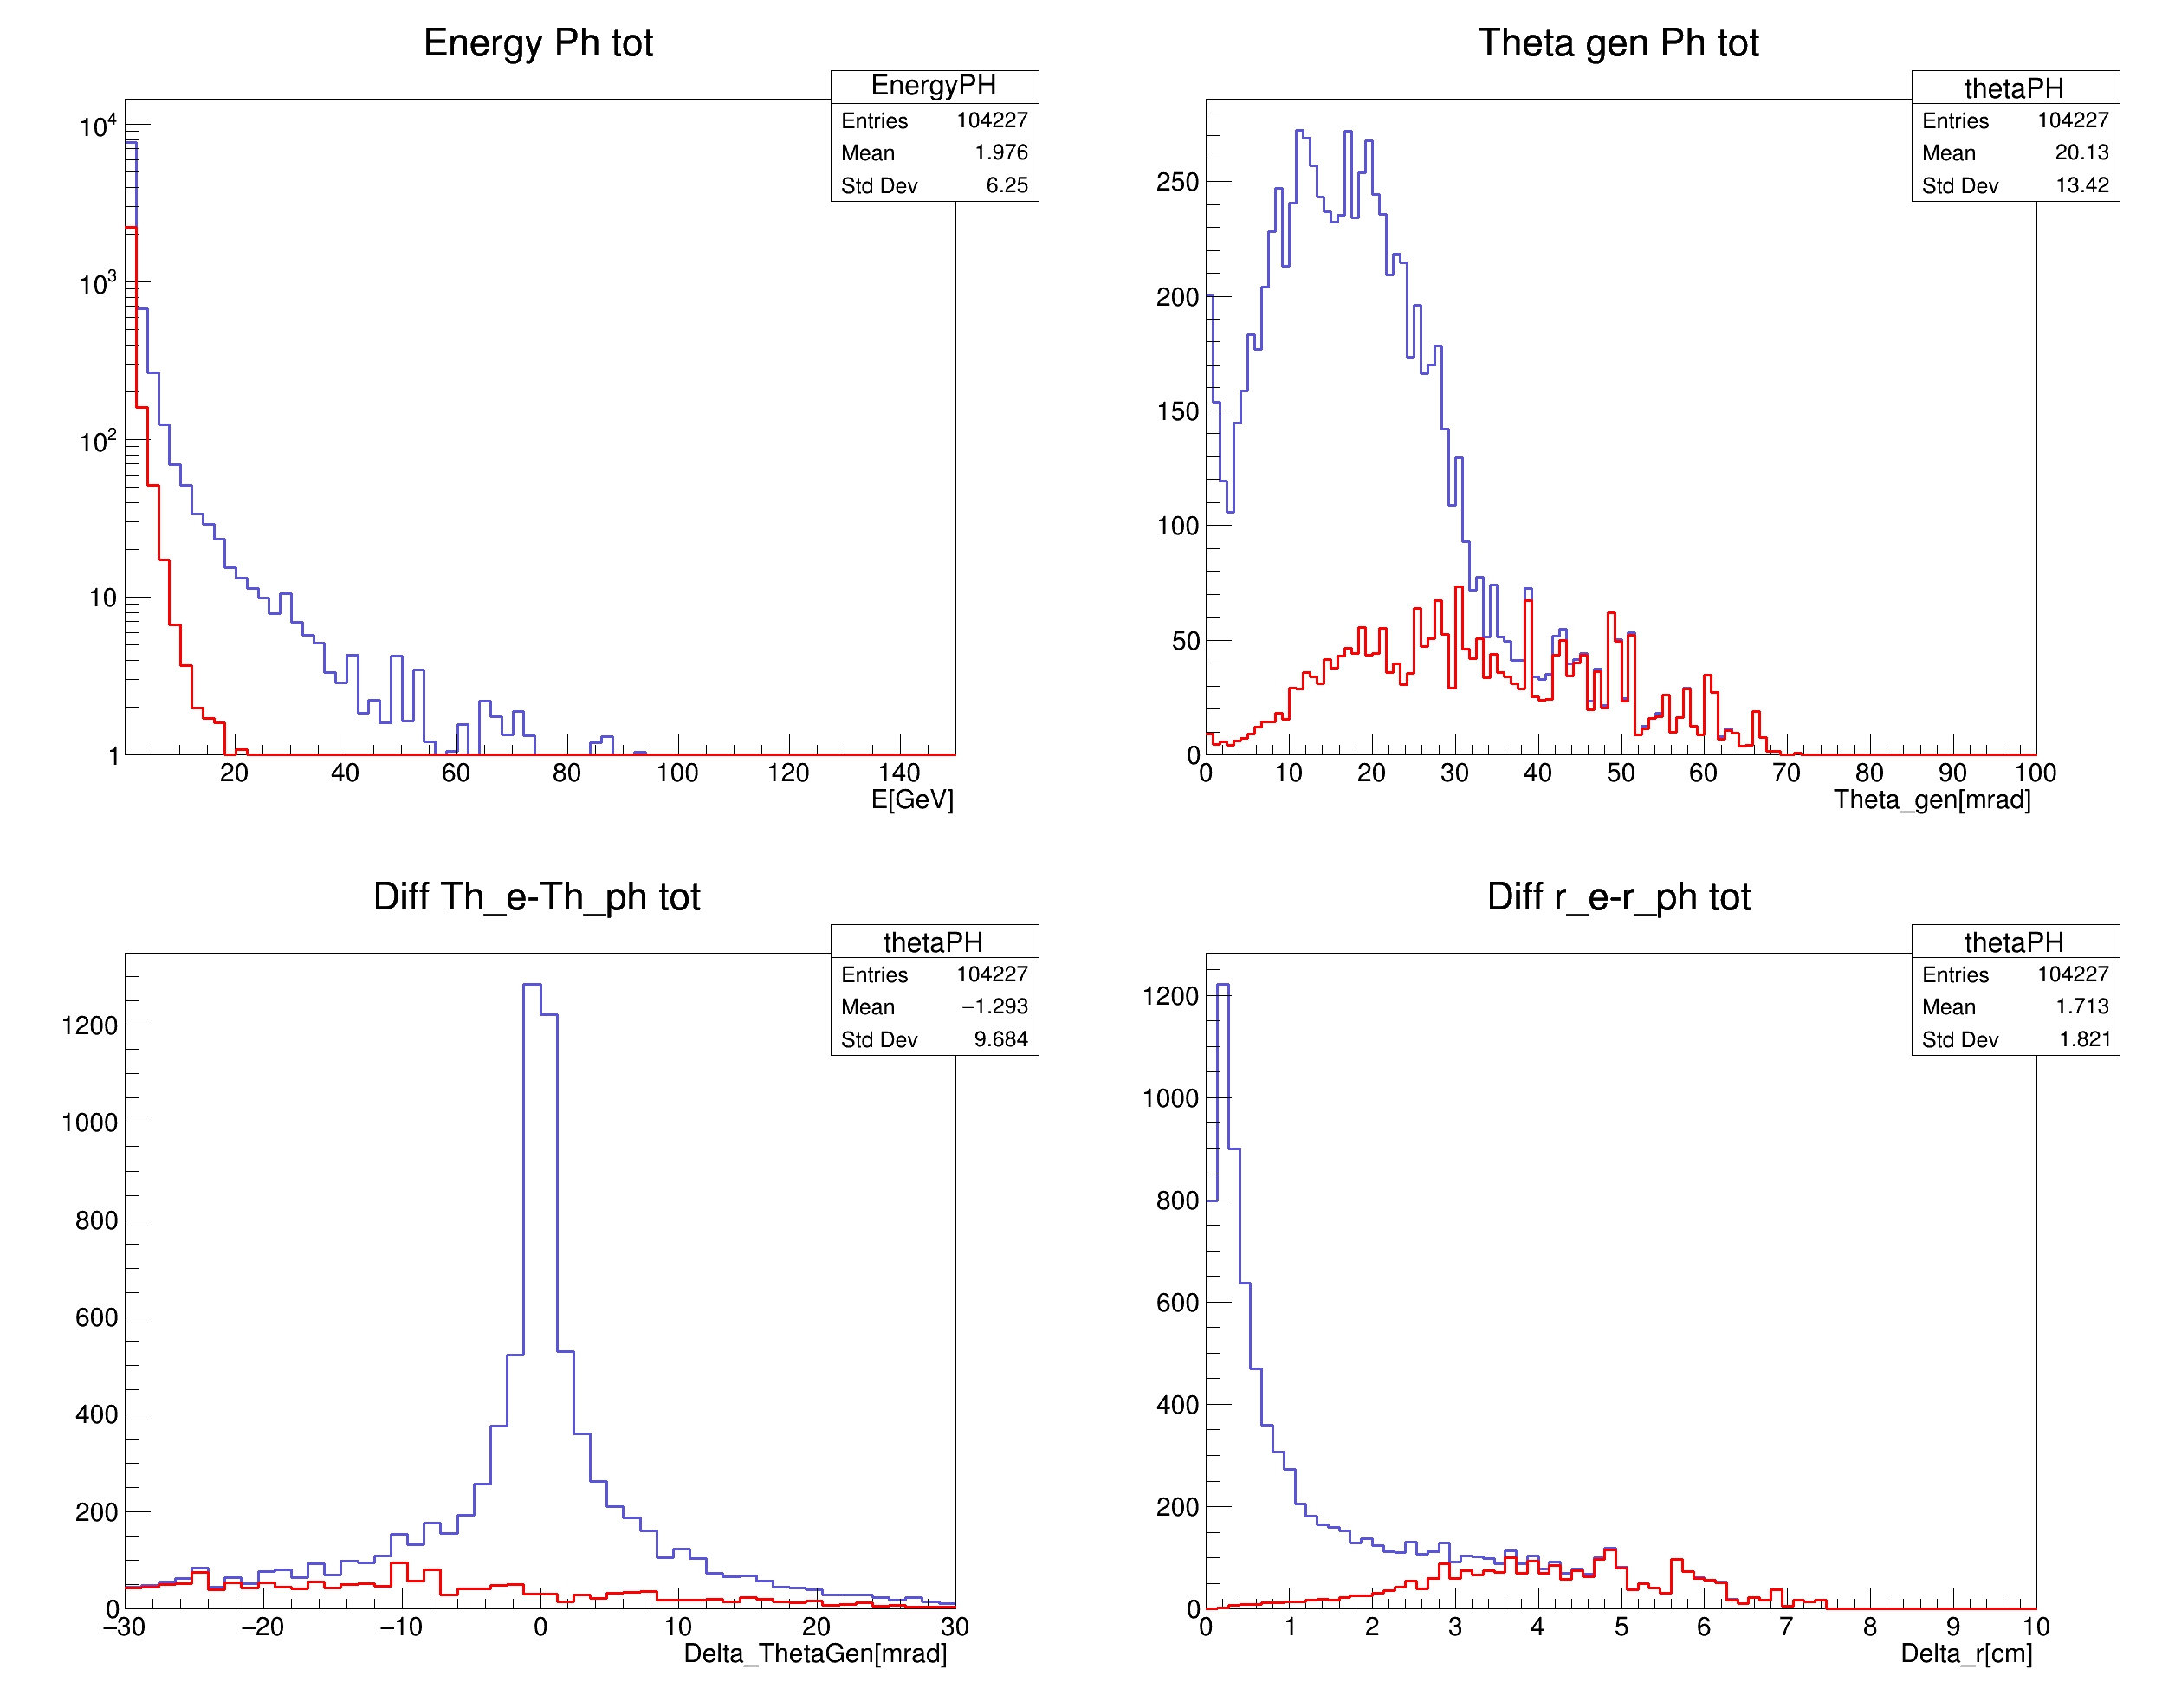 Energy Ph tot
EnergyPH
Entries 104227
Mean 1.976
Std Dev 6.25
10^4
10^3
10^2
10
1
20 40 60 80 100 120 140
E[GeV]
Theta gen Ph tot
thetaPH
Entries 104227
Mean 20.13
Std Dev 13.42
250
200
150
100
50
0
0 10 20 30 40 50 60 70 80 90 100
Theta_gen[mrad]
Diff Th_e-Th_ph tot
thetaPH
Entries 104227
Mean −1.293
Std Dev 9.684
1200
1000
800
600
400
200
0
−30 −20 −10 0 10 20 30
Delta_ThetaGen[mrad]
Diff r_e-r_ph tot
thetaPH
Entries 104227
Mean 1.713
Std Dev 1.821
1200
1000
800
600
400
200
0
0 1 2 3 4 5 6 7 8 9 10
Delta_r[cm]